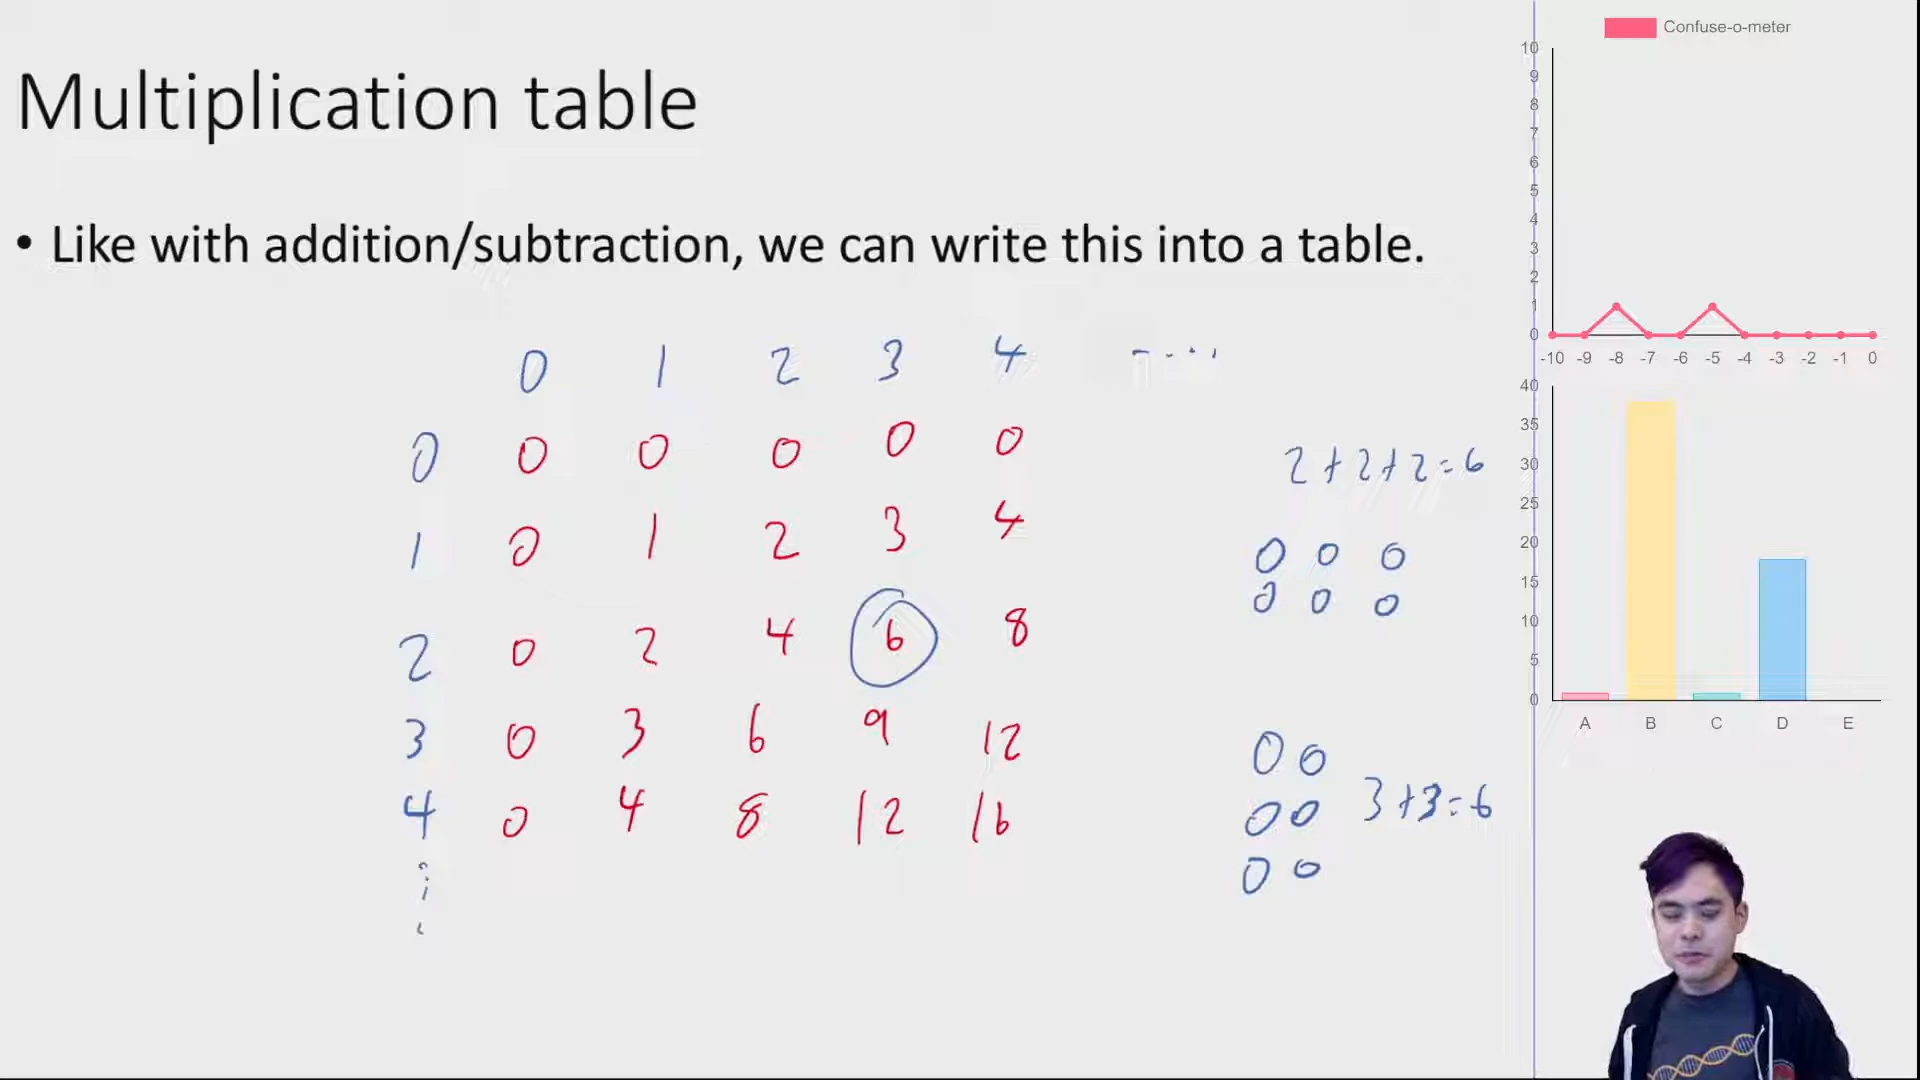 Multiplication table
• Like with addition/subtraction, we can write this into a table.
0 1 2 3 4 ....
0 0 0 0 0 0
1 0 1 2 3 4
2 0 2 4 6 8
3 0 3 6 9 12
4 0 4 8 12 16
2+2+2=6
0 0 0
0 0 0
0 0
0 0 3+3=6
0 0
Confuse-o-meter
10
9
8
7
6
5
4
3
2
1
0
-10 -9 -8 -7 -6 -5 -4 -3 -2 -1 0
40
35
30
25
20
15
10
5
0
A B C D E